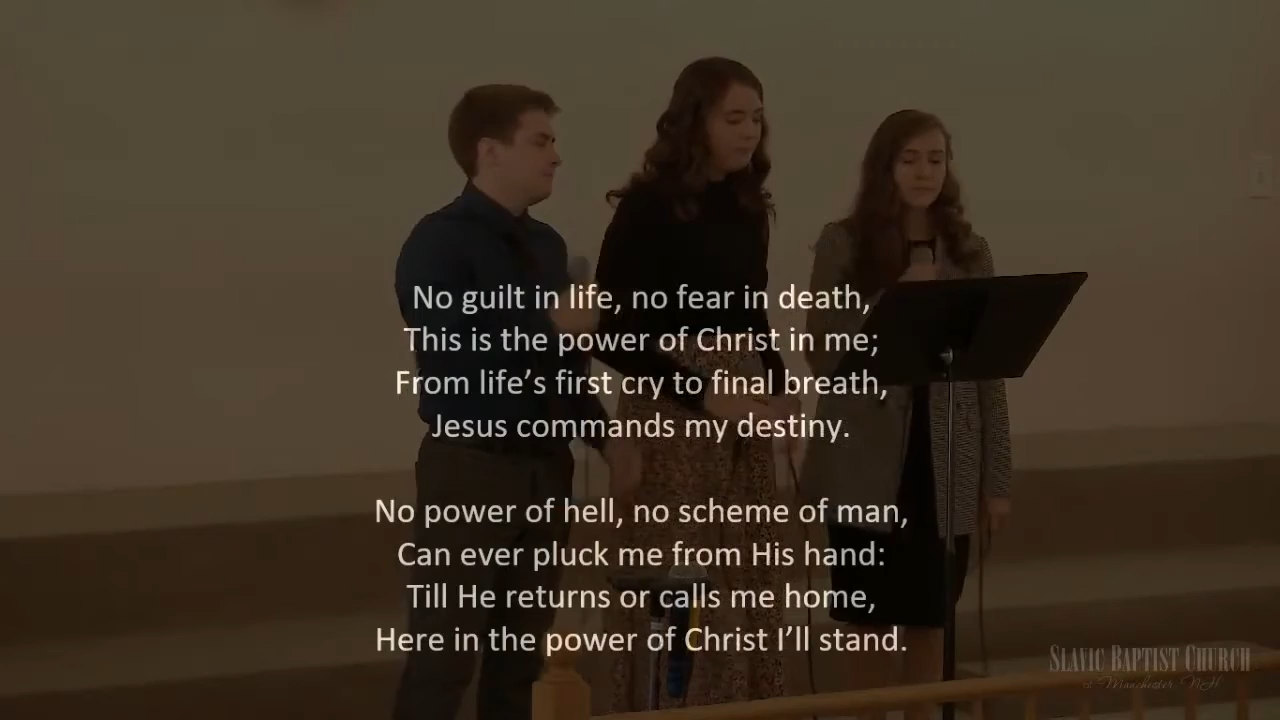 No guilt in life, no fear in death,
This is the power of Christ in me;
From life’s first cry to final breath,
Jesus commands my destiny.
No power of hell, no scheme of man,
Can ever pluck me from His hand:
Till He returns or calls me home,
Here in the power of Christ I’ll stand.
SLAVIC BAPTIST CHURCH
of Manchester NH